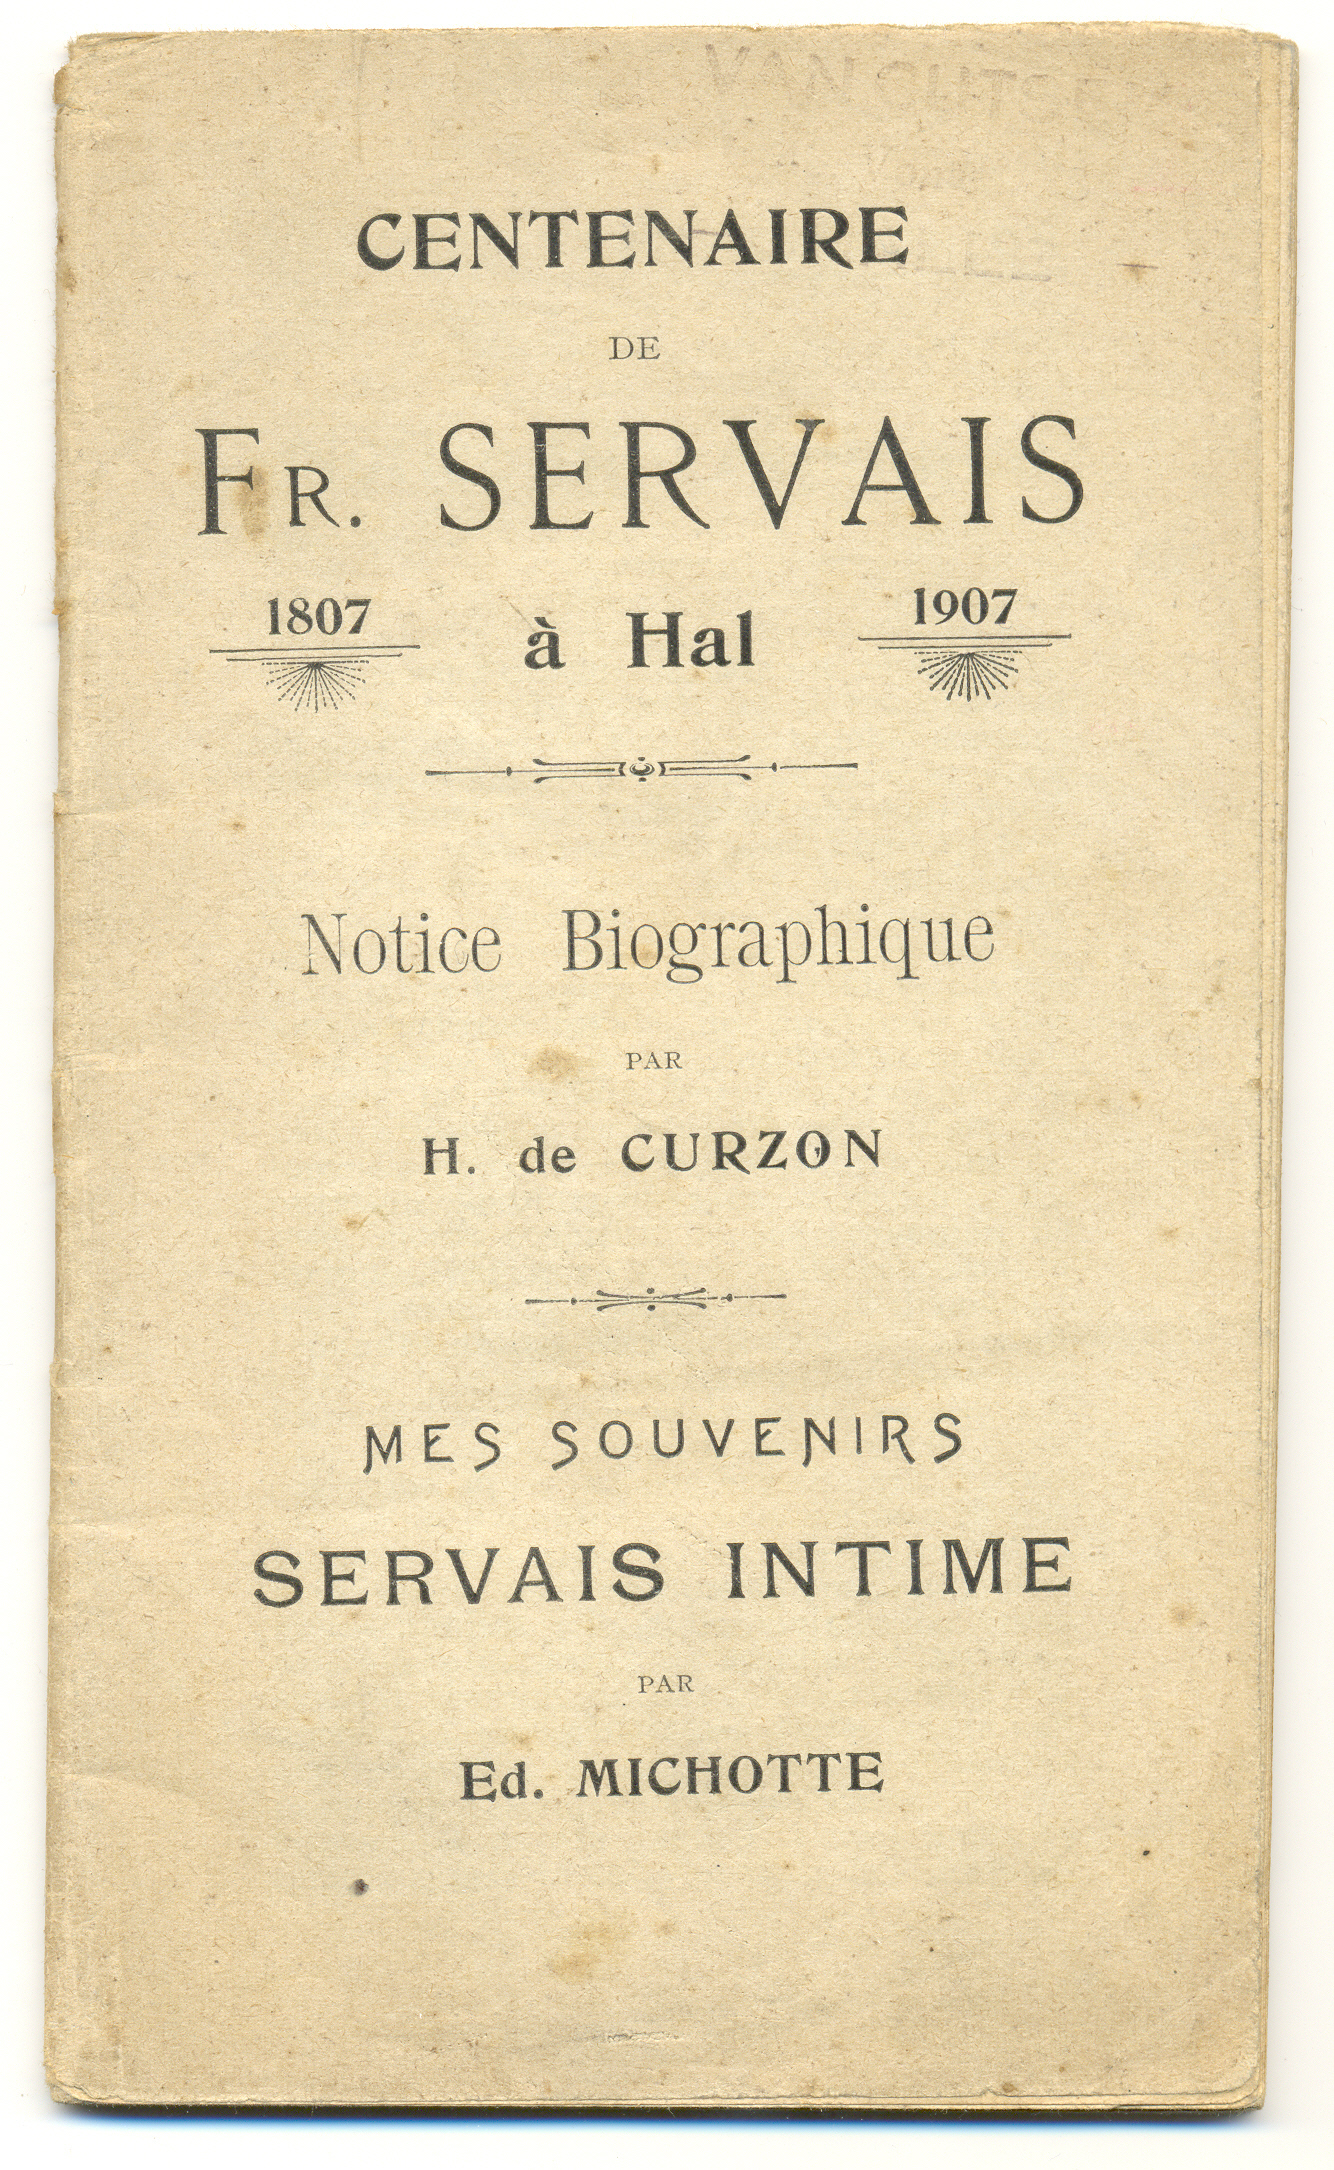 CENTENAIRE
DE
FR. SERVAIS
1807 à Hal 1907
Notice Biographique
PAR
H. de CURZON
MES SOUVENIRS
SERVAIS INTIME
PAR
Ed. MICHOTTE